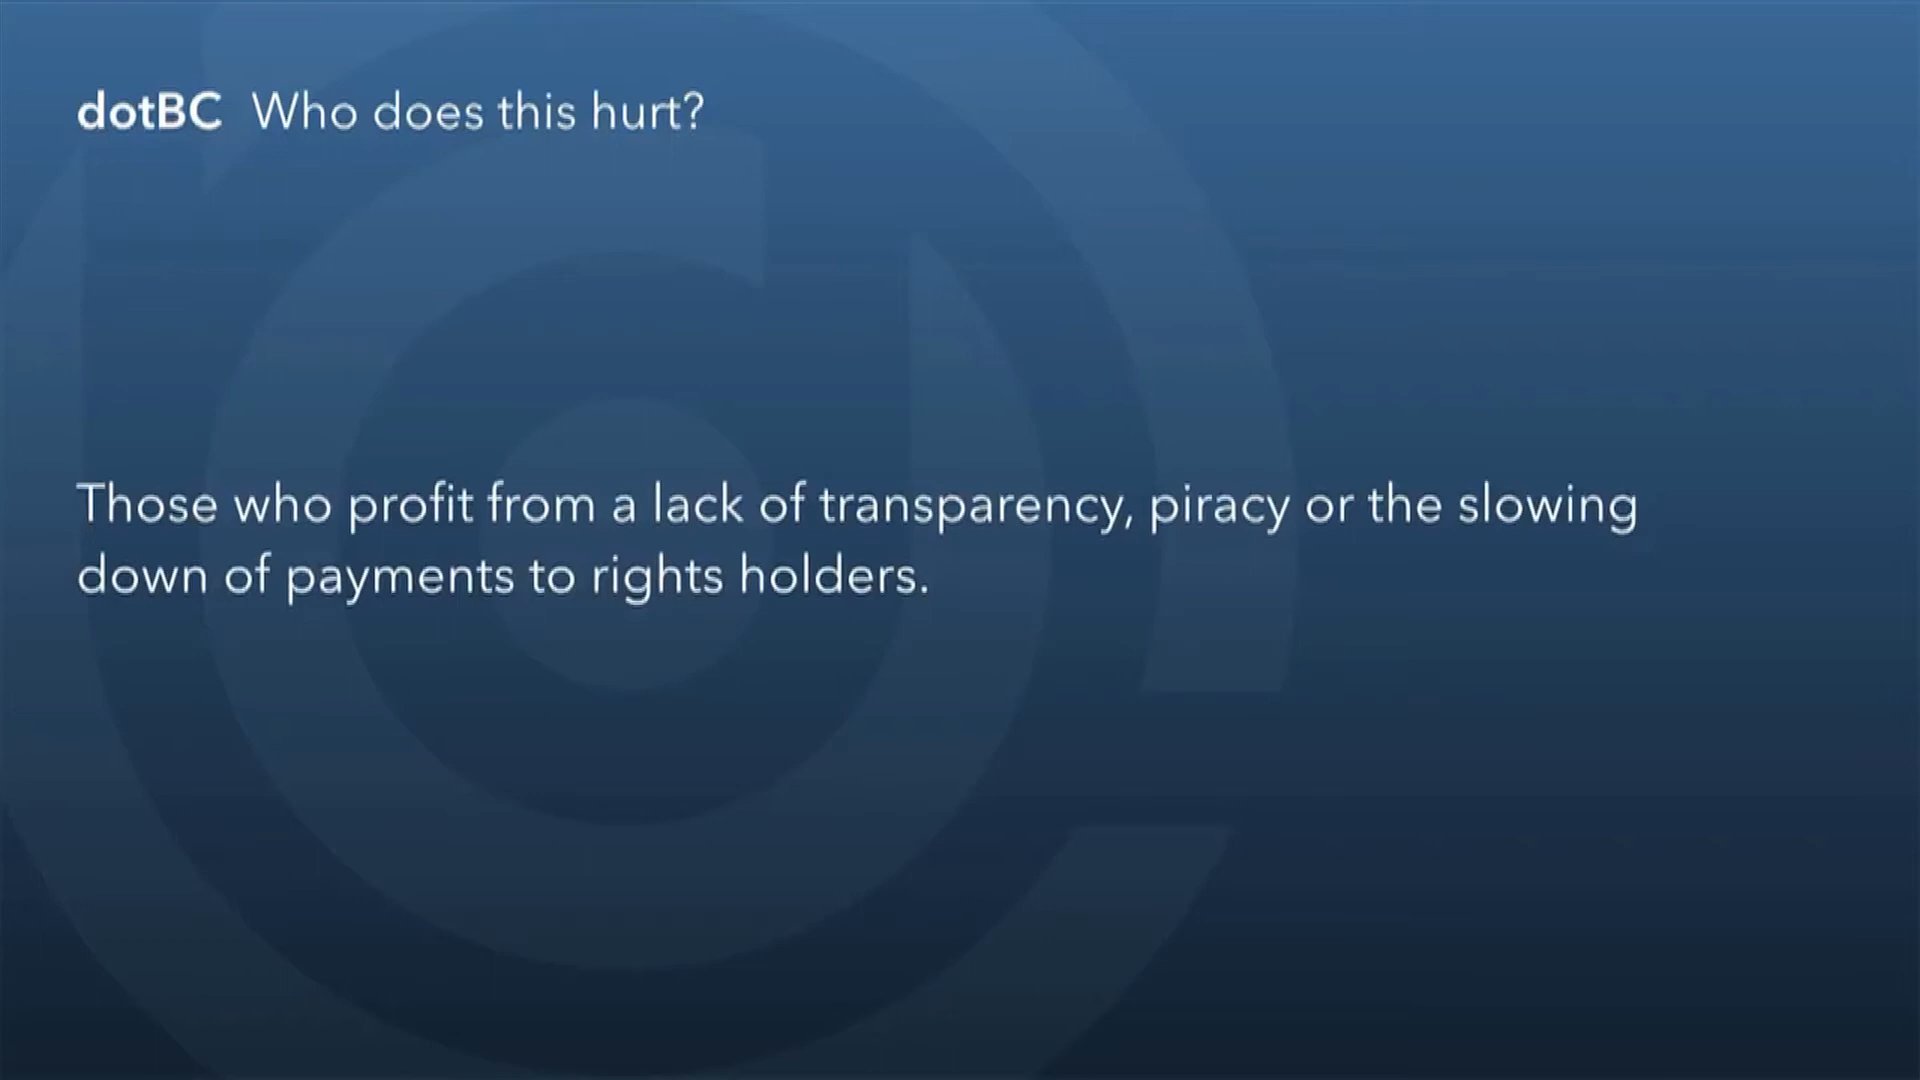 dotBC Who does this hurt?
Those who profit from a lack of transparency, piracy or the slowing
down of payments to rights holders.